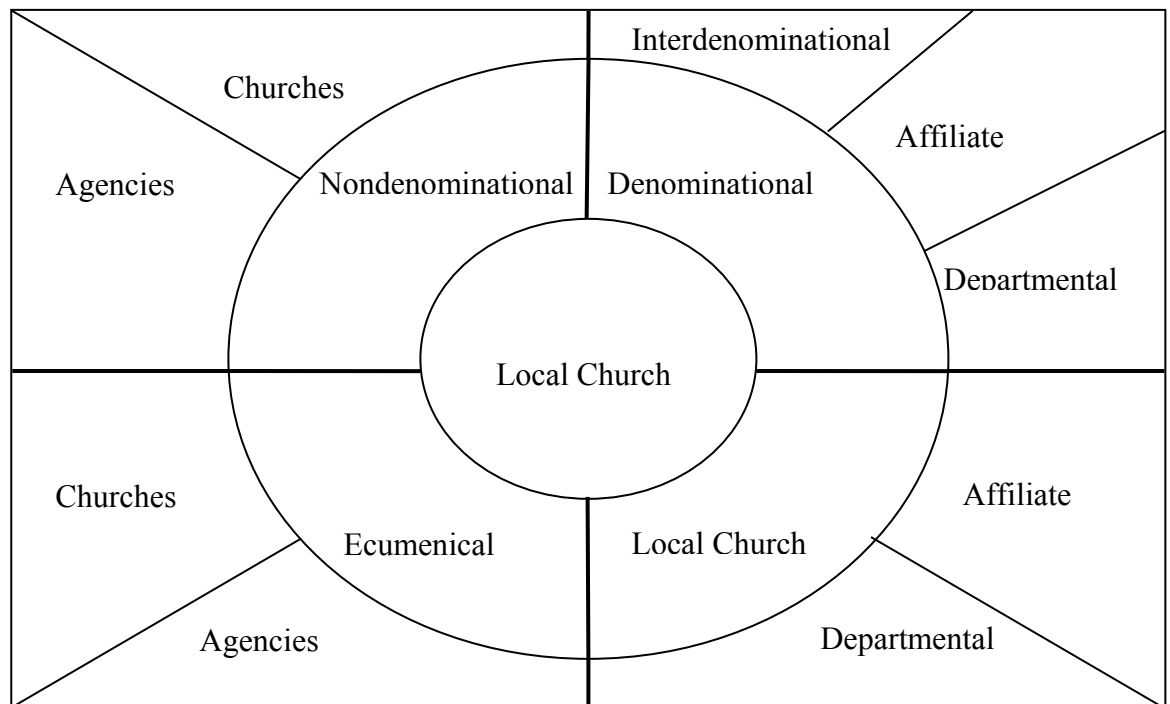 Interdenominational
Churches
Affiliate
Agencies
Nondenominational
Denominational
Departmental
Local Church
Churches
Affiliate
Ecumenical
Local Church
Agencies
Departmental